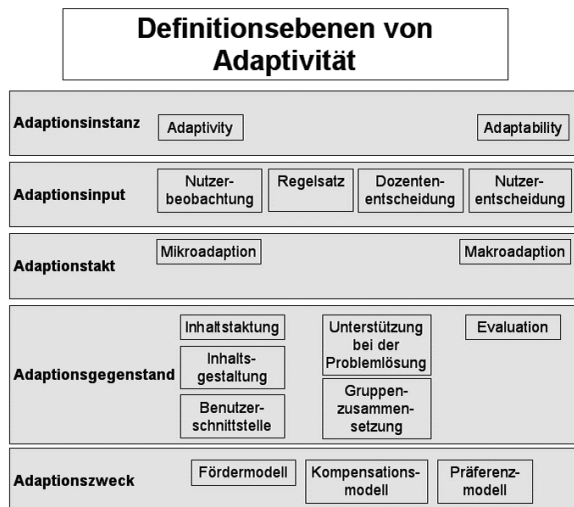 Definitionsebenen von
Adaptivität
Adaptionsinstanz
Adaptivity
Adaptability
Adaptionsinput
Nutzer-
beobachtung
Regelsatz
Dozenten-
entscheidung
Nutzer-
entscheidung
Adaptionstakt
Mikroadaption
Makroadaption
Adaptionsgegenstand
Inhaltstaktung
Inhalts-
gestaltung
Benutzer-
schnittstelle
Unterstützung
bei der
Problemlösung
Gruppen-
zusammen-
setzung
Evaluation
Adaptionszweck
Fördermodell
Kompensations-
modell
Präferenz-
modell